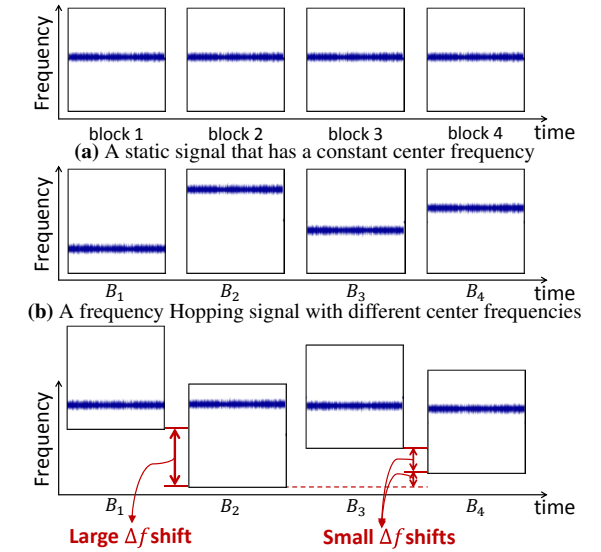 Frequency
block 1 block 2 block 3 block 4 time
(a) A static signal that has a constant center frequency
Frequency
B₁ B₂ B₃ B₄ time
(b) A frequency Hopping signal with different center frequencies
Frequency
B₁ B₂ B₃ B₄ time
Large Δf shift Small Δf shifts